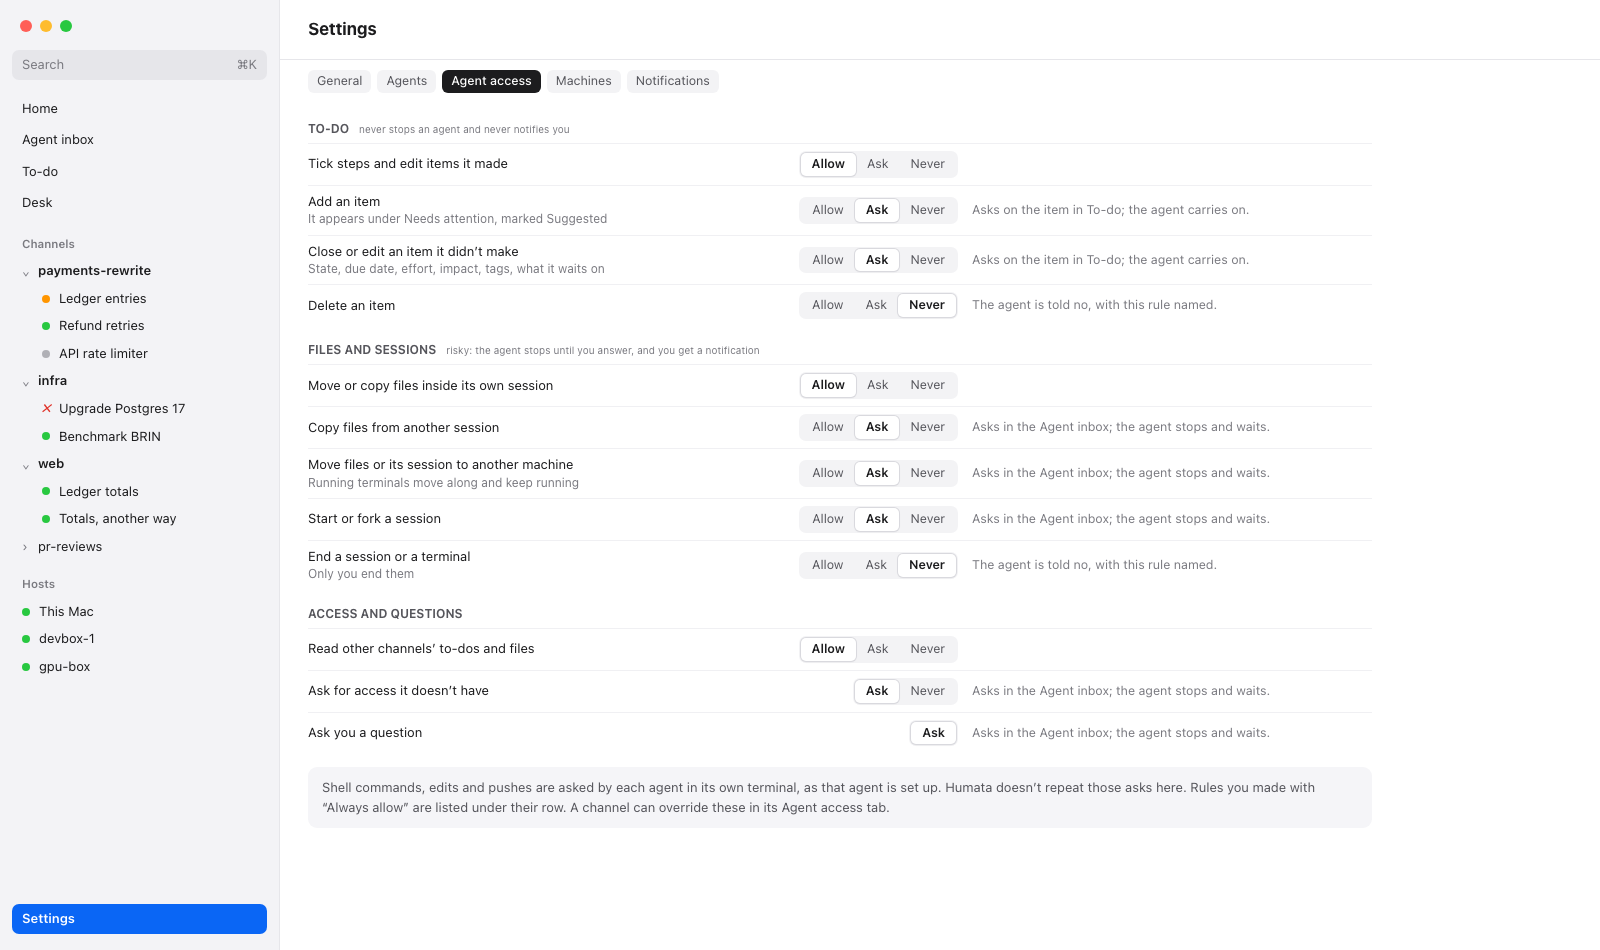 Settings
Search ⌘K
Home
Agent inbox
To-do
Desk
Channels
payments-rewrite
Ledger entries
Refund retries
API rate limiter
infra
Upgrade Postgres 17
Benchmark BRIN
web
Ledger totals
Totals, another way
pr-reviews
Hosts
This Mac
devbox-1
gpu-box
Settings
General Agents Agent access Machines Notifications
TO-DO never stops an agent and never notifies you
Tick steps and edit items it made Allow Ask Never
Add an item
It appears under Needs attention, marked Suggested
Allow Ask Never Asks on the item in To-do; the agent carries on.
Close or edit an item it didn’t make
State, due date, effort, impact, tags, what it waits on
Allow Ask Never Asks on the item in To-do; the agent carries on.
Delete an item Allow Ask Never The agent is told no, with this rule named.
FILES AND SESSIONS risky: the agent stops until you answer, and you get a notification
Move or copy files inside its own session Allow Ask Never
Copy files from another session Allow Ask Never Asks in the Agent inbox; the agent stops and waits.
Move files or its session to another machine
Running terminals move along and keep running
Allow Ask Never Asks in the Agent inbox; the agent stops and waits.
Start or fork a session Allow Ask Never Asks in the Agent inbox; the agent stops and waits.
End a session or a terminal
Only you end them
Allow Ask Never The agent is told no, with this rule named.
ACCESS AND QUESTIONS
Read other channels’ to-dos and files Allow Ask Never
Ask for access it doesn’t have Ask Never Asks in the Agent inbox; the agent stops and waits.
Ask you a question Ask Asks in the Agent inbox; the agent stops and waits.
Shell commands, edits and pushes are asked by each agent in its own terminal, as that agent is set up. Humata doesn’t repeat those asks here. Rules you made with
“Always allow” are listed under their row. A channel can override these in its Agent access tab.